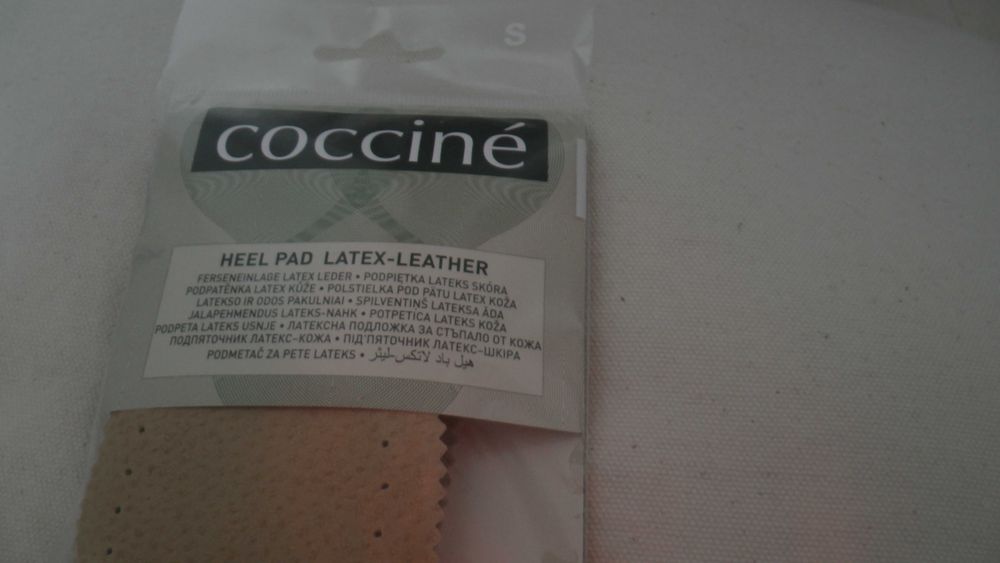 S
cocciné
HEEL PAD LATEX-LEATHER
FERSENEINLAGE LATEX LEDER • PODPIĘTKA LATEKS SKÓRA
PODPATĚNKA LATEX KŮŽE • POLSTIELKA POD PÄTU LATEX KOŽA
LATEKSO IR ODOS PAKULNIAI • SPILVENTIŅŠ LATEKSA ĀDA
JALAPEHMENDUS LATEKS-NAHK • POTPETICA LATEKS KOŽA
PODPETA LATEKS USNJE • ЛАТЕКСНА ПОДЛОЖКА ЗА СТЪПАЛО ОТ КОЖА
ПОДПЯТОЧНИК ЛАТЕКС-КОЖА • ПІД'ПЯТОЧНИК ЛАТЕКС-ШКІРА
PODMETAČ ZA PETE LATEKS • هيل باد لاتكس-ليثر